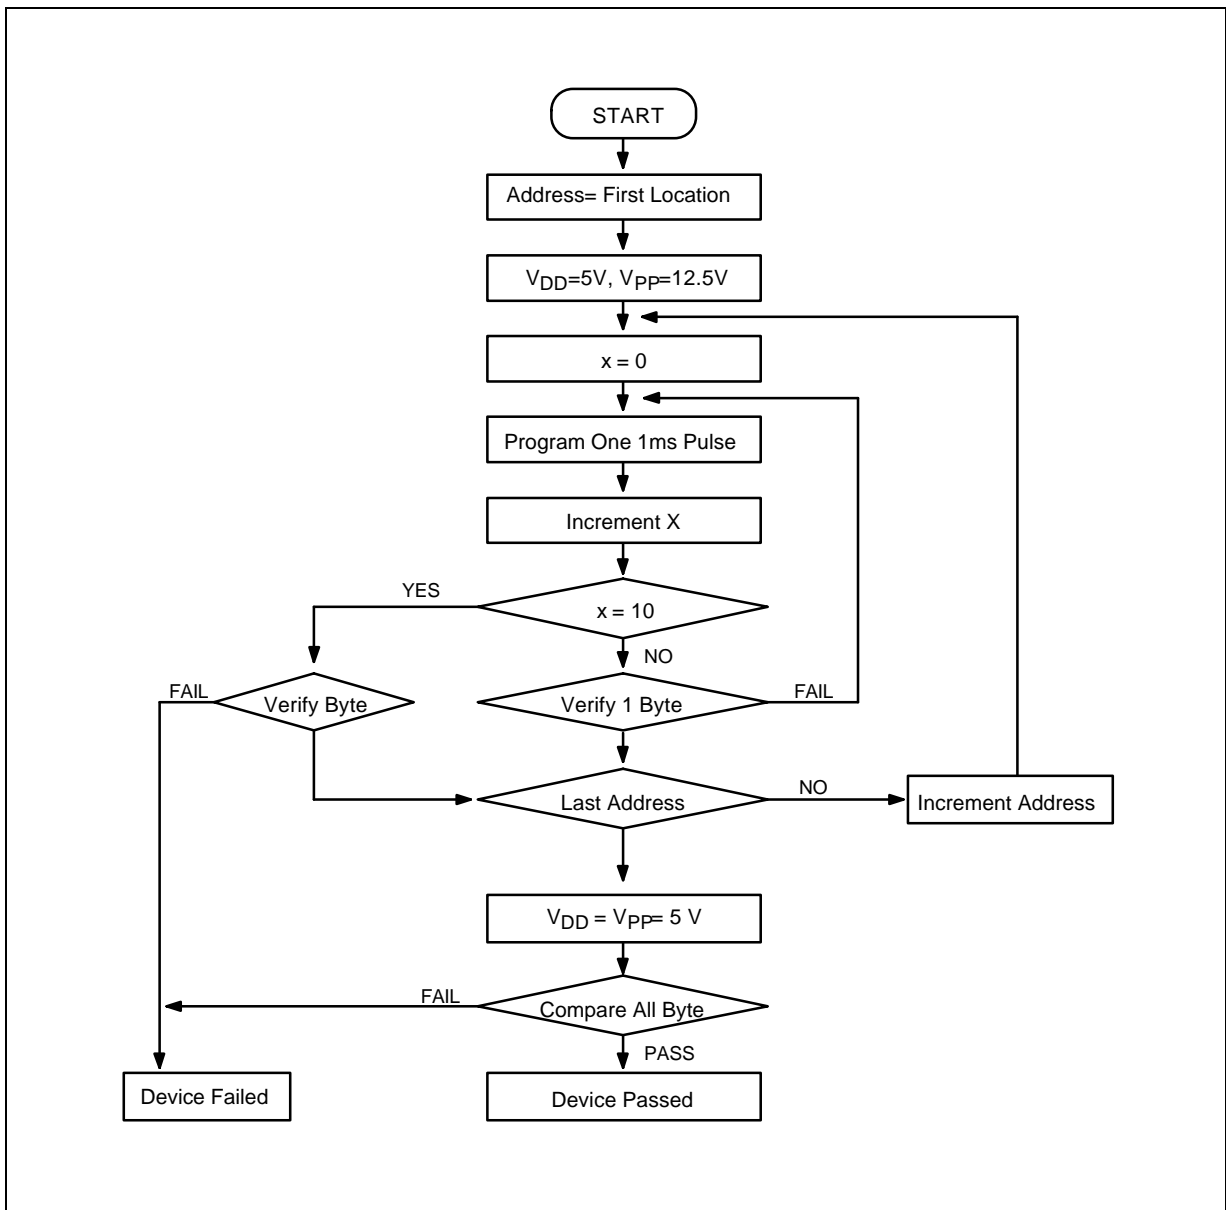 START
Address= First Location
VDD=5V, VPP=12.5V
x = 0
Program One 1ms Pulse
Increment X
YES
x = 10
NO
FAIL
Verify Byte
Verify 1 Byte
FAIL
Last Address
NO
Increment Address
VDD = VPP= 5 V
FAIL
Compare All Byte
PASS
Device Failed
Device Passed